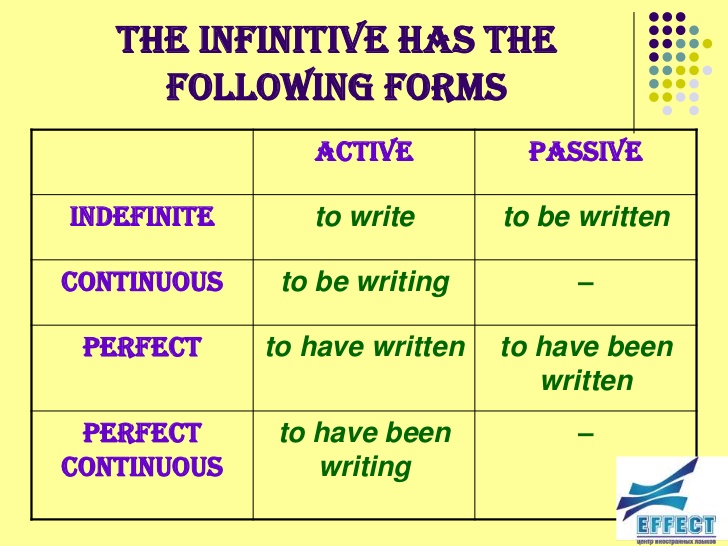 THE INFINITIVE HAS THE
FOLLOWING FORMS
ACTIVE PASSIVE
INDEFINITE to write to be written
CONTINUOUS to be writing –
PERFECT to have written to have been
written
PERFECT
CONTINUOUS to have been
writing –
EFFECT
центр иностранных языков